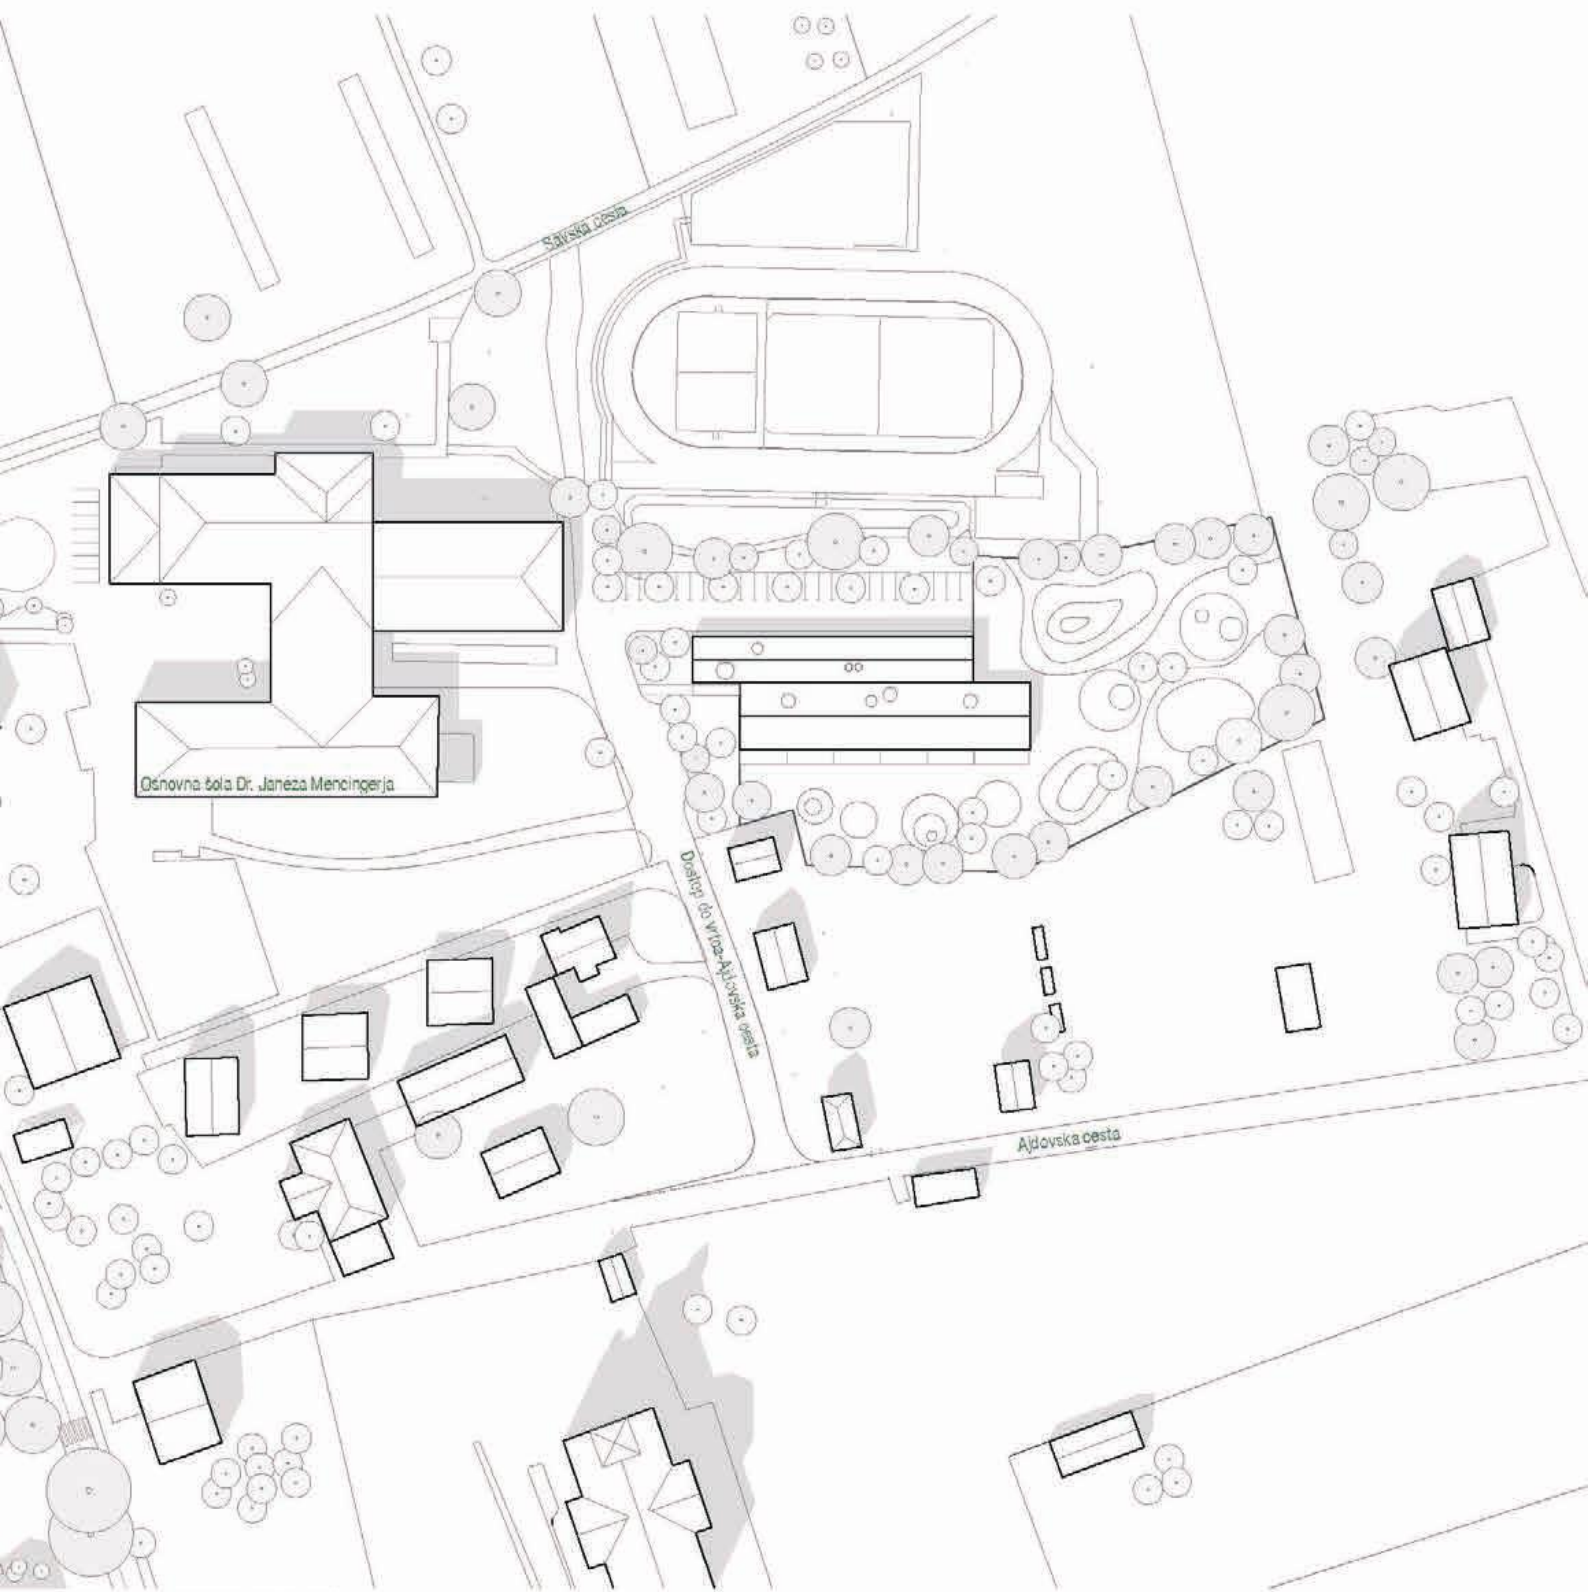 Savska cesta
Osnovna šola Dr. Janeza Mencingerja
Dostop do vrtca-Ajdovska cesta
Ajdovska cesta